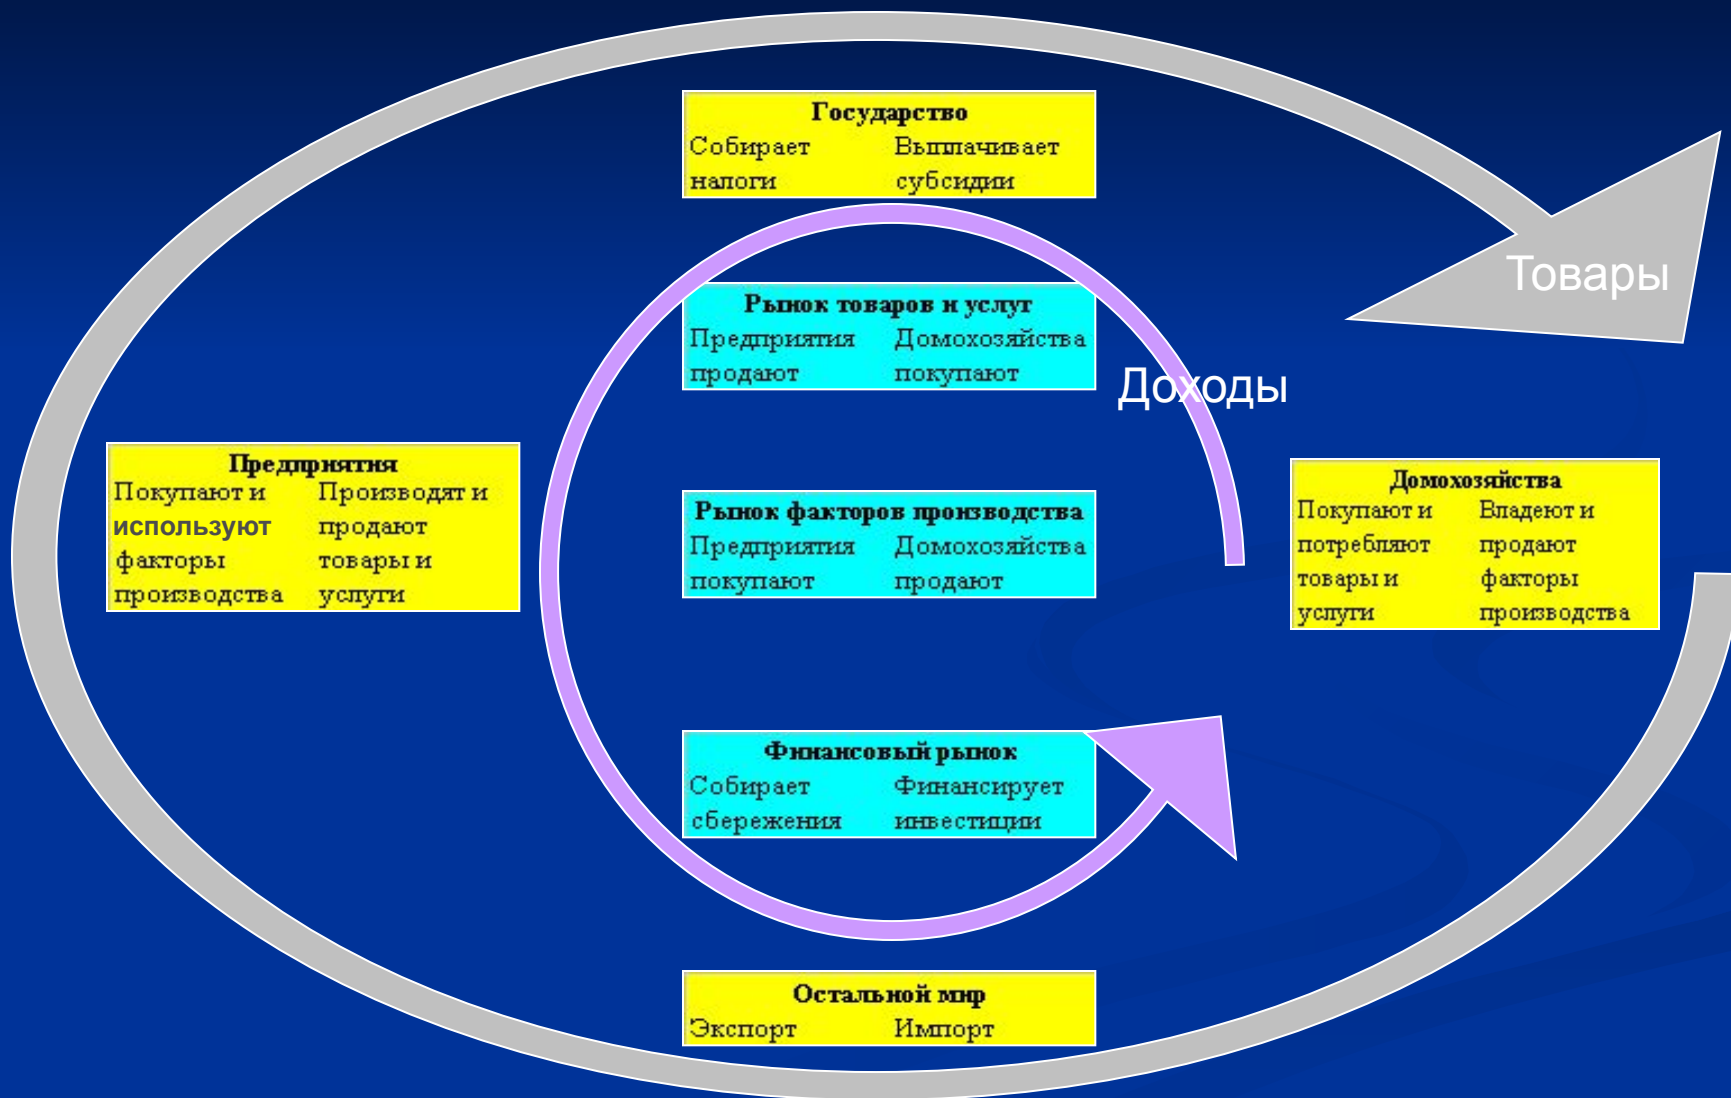 Государство
Собирает Выплачивает
налоги субсидии
Товары
Рынок товаров и услуг
Предприятия Домохозяйства
продают покупают
Доходы
Предприятия
Покупают и Производят и
используют продают
факторы товары и
производства услуги
Рынок факторов производства
Предприятия Домохозяйства
покупают продают
Домохозяйства
Покупают и Владеют и
потребляют продают
товары и факторы
услуги производства
Финансовый рынок
Собирает Финансирует
сбережения инвестиции
Остальной мир
Экспорт Импорт